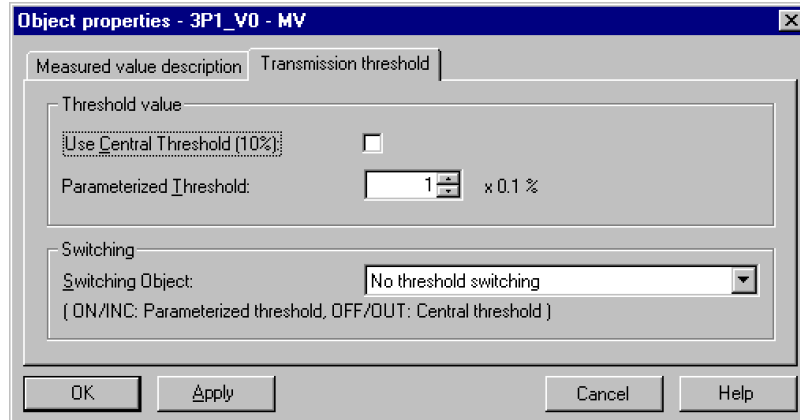 Object properties - 3P1_V0 - MV
Measured value description Transmission threshold
Threshold value
Use Central Threshold (10%):
Parameterized Threshold: 1 x 0.1 %
Switching
Switching Object: No threshold switching
( ON/INC: Parameterized threshold, OFF/OUT: Central threshold )
OK Apply Cancel Help